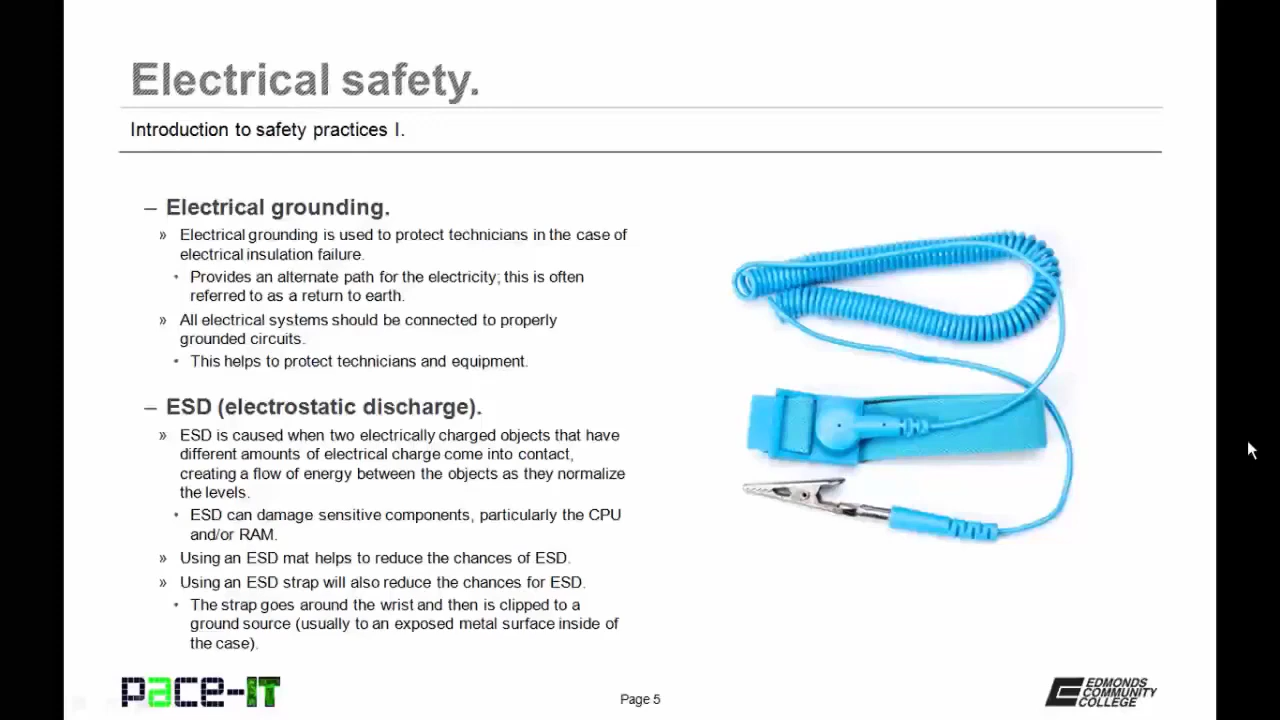 Electrical safety.
Introduction to safety practices I.
– Electrical grounding.
» Electrical grounding is used to protect technicians in the case of
electrical insulation failure.
• Provides an alternate path for the electricity; this is often
referred to as a return to earth.
» All electrical systems should be connected to properly
grounded circuits.
• This helps to protect technicians and equipment.
– ESD (electrostatic discharge).
» ESD is caused when two electrically charged objects that have
different amounts of electrical charge come into contact,
creating a flow of energy between the objects as they normalize
the levels.
• ESD can damage sensitive components, particularly the CPU
and/or RAM.
» Using an ESD mat helps to reduce the chances of ESD.
» Using an ESD strap will also reduce the chances for ESD.
• The strap goes around the wrist and then is clipped to a
ground source (usually to an exposed metal surface inside of
the case).
pace-IT
Page 5
EDMONDS
COMMUNITY
COLLEGE